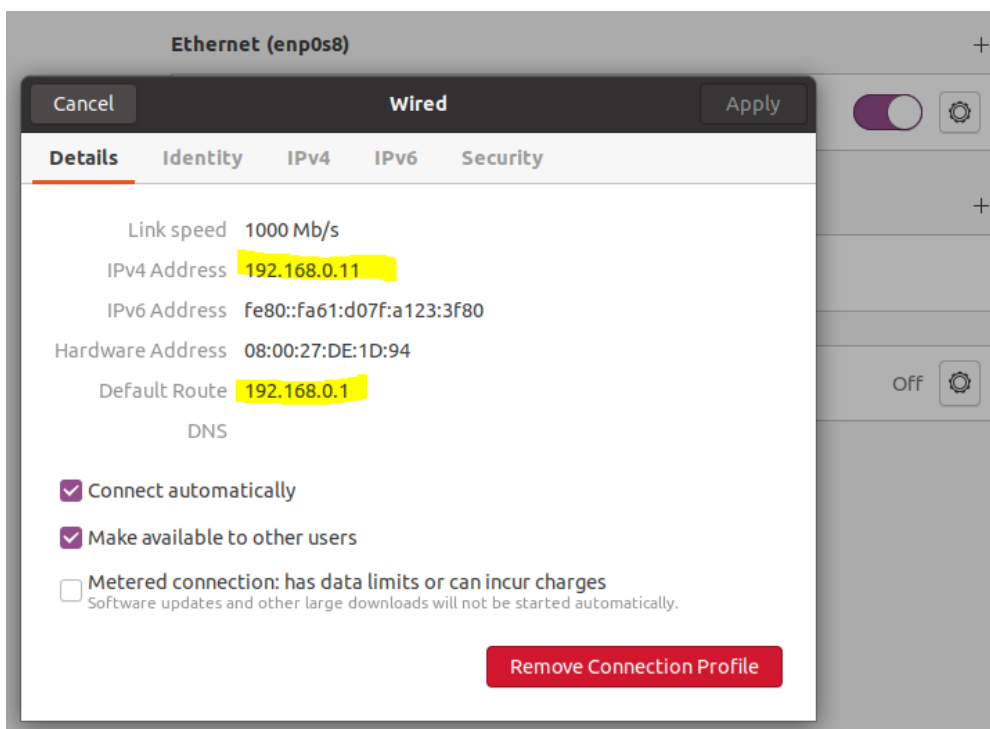 Ethernet (enp0s8)
+
Cancel
Wired
Apply
Details
Identity
IPv4
IPv6
Security
+
Link speed 1000 Mb/s
IPv4 Address 192.168.0.11
IPv6 Address fe80::fa61:d07f:a123:3f80
Hardware Address 08:00:27:DE:1D:94
Default Route 192.168.0.1
Off
DNS
Connect automatically
Make available to other users
Metered connection: has data limits or can incur charges
Software updates and other large downloads will not be started automatically.
Remove Connection Profile